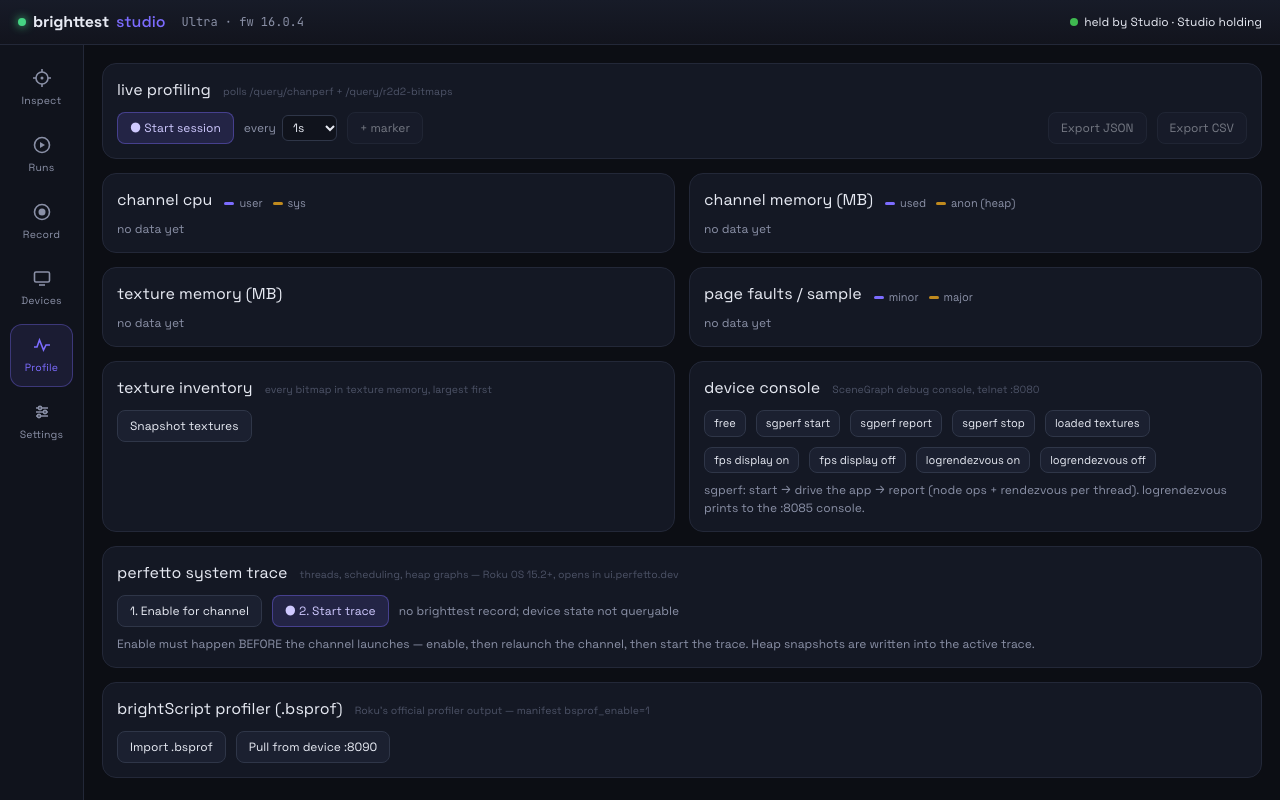 brighttest studio Ultra · fw 16.0.4
held by Studio · Studio holding
Inspect
Runs
Record
Devices
Profile
Settings
live profiling polls /query/chanperf + /query/r2d2-bitmaps
Start session every 1s + marker Export JSON Export CSV
channel cpu user sys
no data yet
channel memory (MB) used anon (heap)
no data yet
texture memory (MB)
no data yet
page faults / sample minor major
no data yet
texture inventory every bitmap in texture memory, largest first
Snapshot textures
device console SceneGraph debug console, telnet :8080
free sgperf start sgperf report sgperf stop loaded textures
fps display on fps display off logrendezvous on logrendezvous off
sgperf: start → drive the app → report (node ops + rendezvous per thread). logrendezvous
prints to the :8085 console.
perfetto system trace threads, scheduling, heap graphs — Roku OS 15.2+, opens in ui.perfetto.dev
1. Enable for channel 2. Start trace no brighttest record; device state not queryable
Enable must happen BEFORE the channel launches — enable, then relaunch the channel, then start the trace. Heap snapshots are written into the active trace.
brightScript profiler (.bsprof) Roku's official profiler output — manifest bsprof_enable=1
Import .bsprof Pull from device :8090